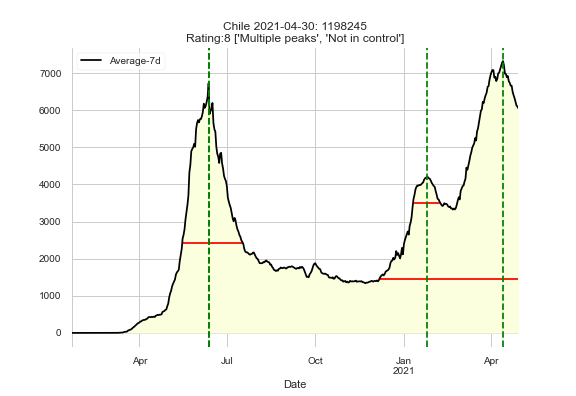 Chile 2021-04-30: 1198245
Rating:8 ['Multiple peaks', 'Not in control']
Average-7d
7000
6000
5000
4000
3000
2000
1000
0
Apr
Jul
Oct
Jan
2021
Apr
Date